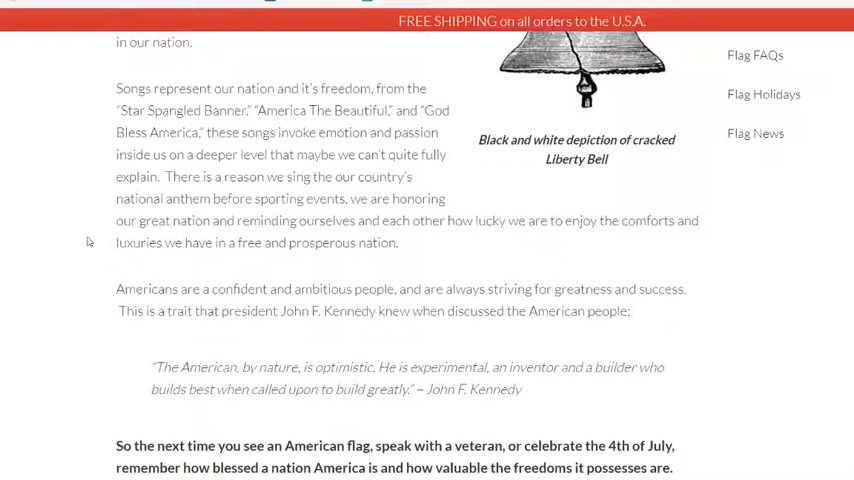 FREE SHIPPING on all orders to the U.S.A.
in our nation.
Songs represent our nation and it's freedom, from the
"Star Spangled Banner," "America The Beautiful," and "God
Bless America," these songs invoke emotion and passion
inside us on a deeper level that maybe we can't quite fully
explain.  There is a reason we sing the our country's
national anthem before sporting events, we are honoring
our great nation and reminding ourselves and each other how lucky we are to enjoy the comforts and
luxuries we have in a free and prosperous nation.
Black and white depiction of cracked
Liberty Bell
Americans are a confident and ambitious people, and are always striving for greatness and success.
This is a trait that president John F. Kennedy knew when discussed the American people:
"The American, by nature, is optimistic. He is experimental, an inventor and a builder who
builds best when called upon to build greatly." – John F. Kennedy
So the next time you see an American flag, speak with a veteran, or celebrate the 4th of July,
remember how blessed a nation America is and how valuable the freedoms it possesses are.
Flag FAQs
Flag Holidays
Flag News